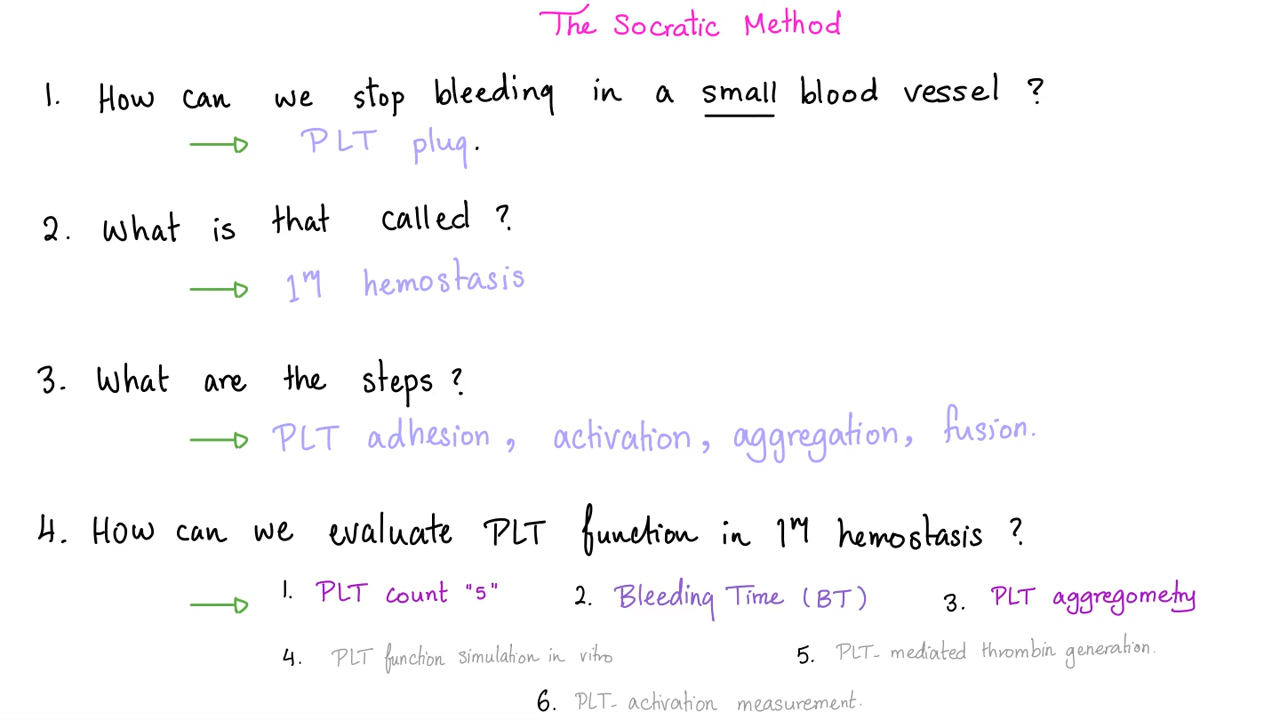 The Socratic Method
1. How can we stop bleeding in a small blood vessel ?
PLT plug.
2. What is that called ?
1ry hemostasis
3. What are the steps ?
PLT adhesion, activation, aggregation, fusion.
4. How can we evaluate PLT function in 1ry hemostasis ?
1. PLT count "5" 2. Bleeding Time (BT) 3. PLT aggregometry
4. PLT function simulation in vitro 5. PLT-mediated thrombin generation.
6. PLT-activation measurement.